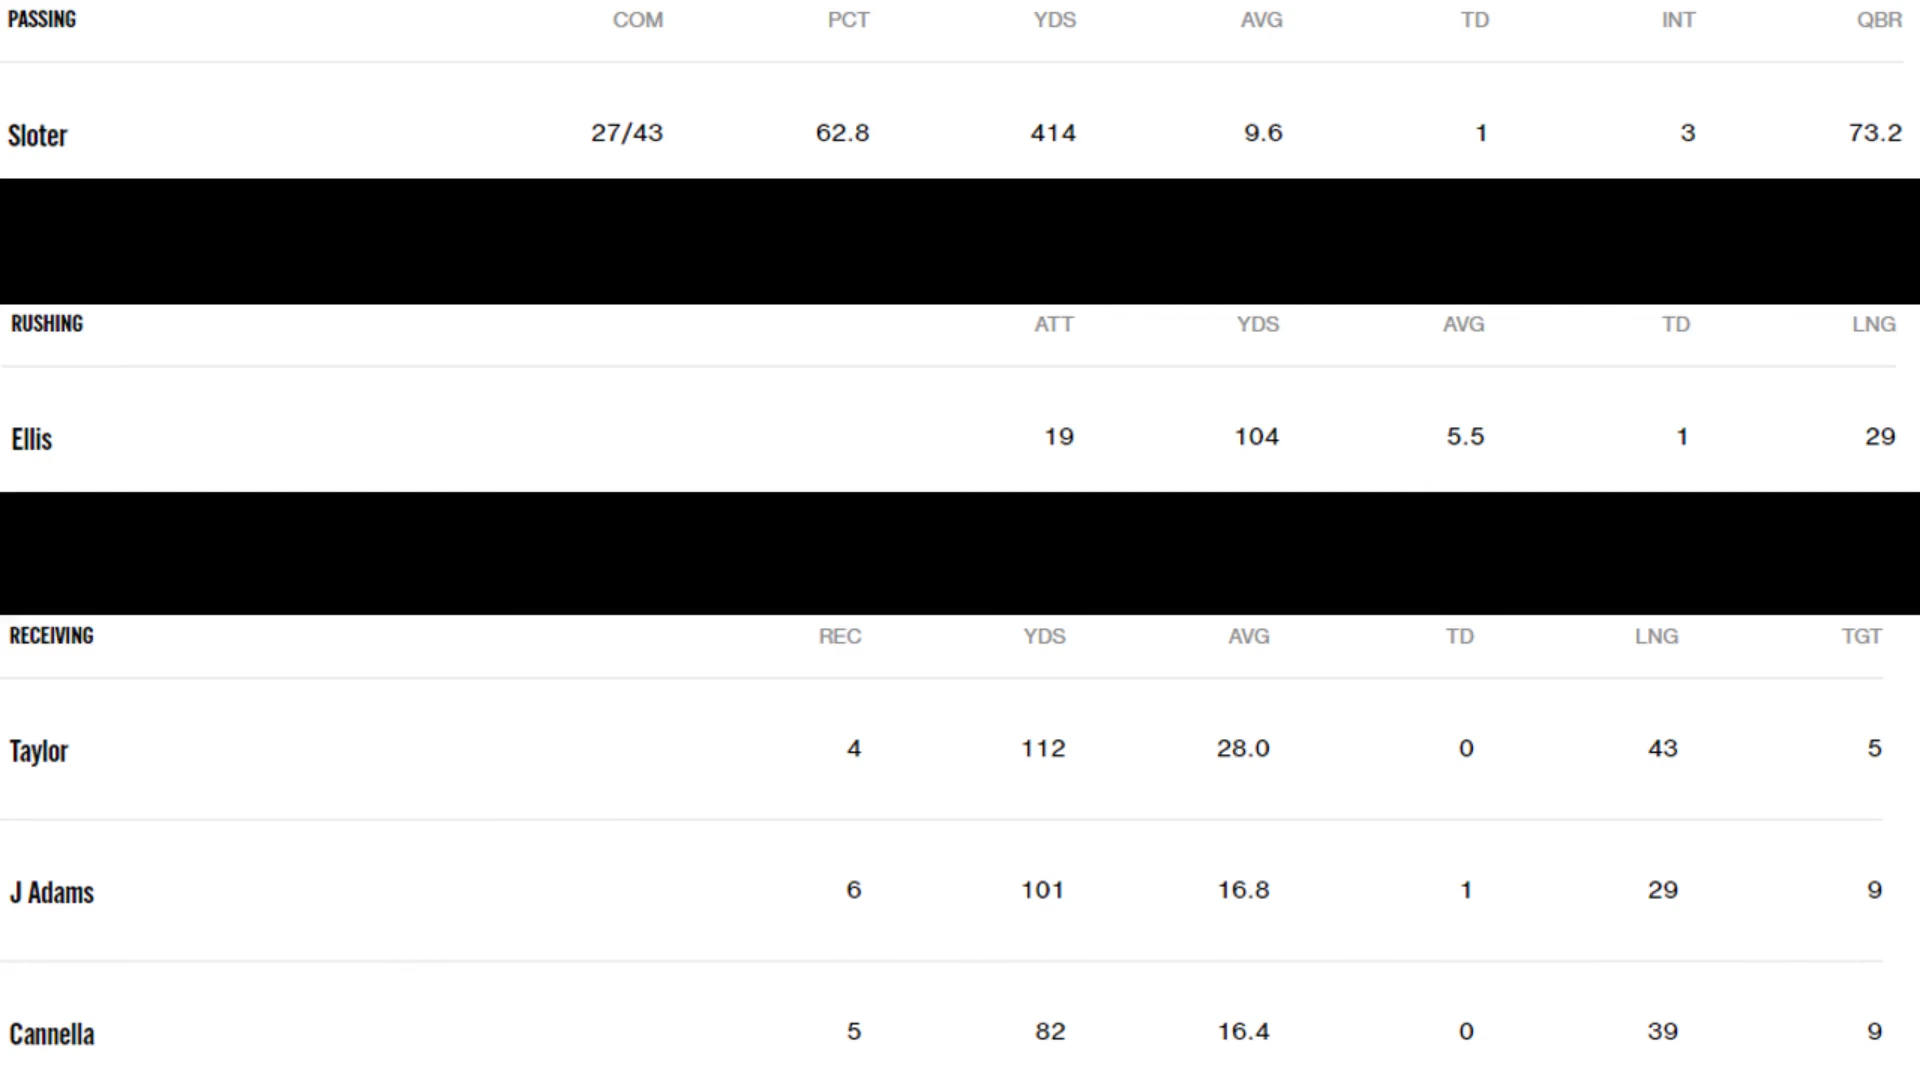 PASSING COM PCT YDS AVG TD INT QBR
Sloter 27/43 62.8 414 9.6 1 3 73.2
RUSHING ATT YDS AVG TD LNG
Ellis 19 104 5.5 1 29
RECEIVING REC YDS AVG TD LNG TGT
Taylor 4 112 28.0 0 43 5
J Adams 6 101 16.8 1 29 9
Cannella 5 82 16.4 0 39 9